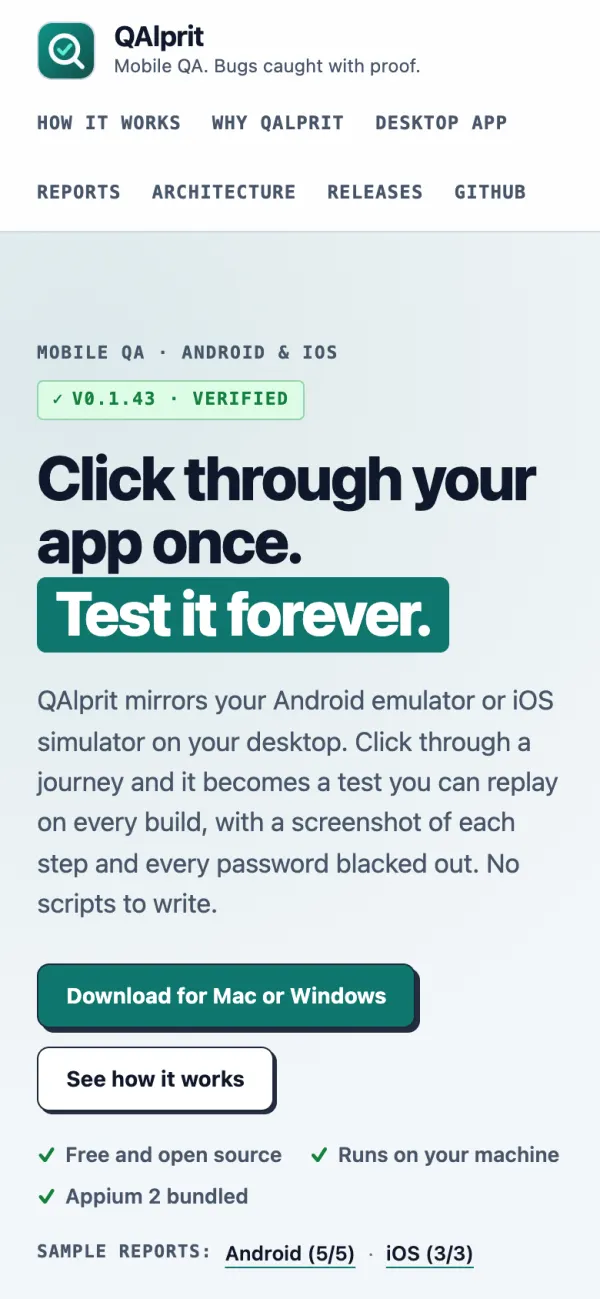 QAlprit
Mobile QA. Bugs caught with proof.
HOW IT WORKS WHY QALPRIT DESKTOP APP
REPORTS ARCHITECTURE RELEASES GITHUB
MOBILE QA · ANDROID & IOS
✓ V0.1.43 · VERIFIED
Click through your
app once.
Test it forever.
QAlprit mirrors your Android emulator or iOS
simulator on your desktop. Click through a
journey and it becomes a test you can replay
on every build, with a screenshot of each
step and every password blacked out. No
scripts to write.
Download for Mac or Windows
See how it works
✓ Free and open source ✓ Runs on your machine
✓ Appium 2 bundled
SAMPLE REPORTS: Android (5/5) · iOS (3/3)